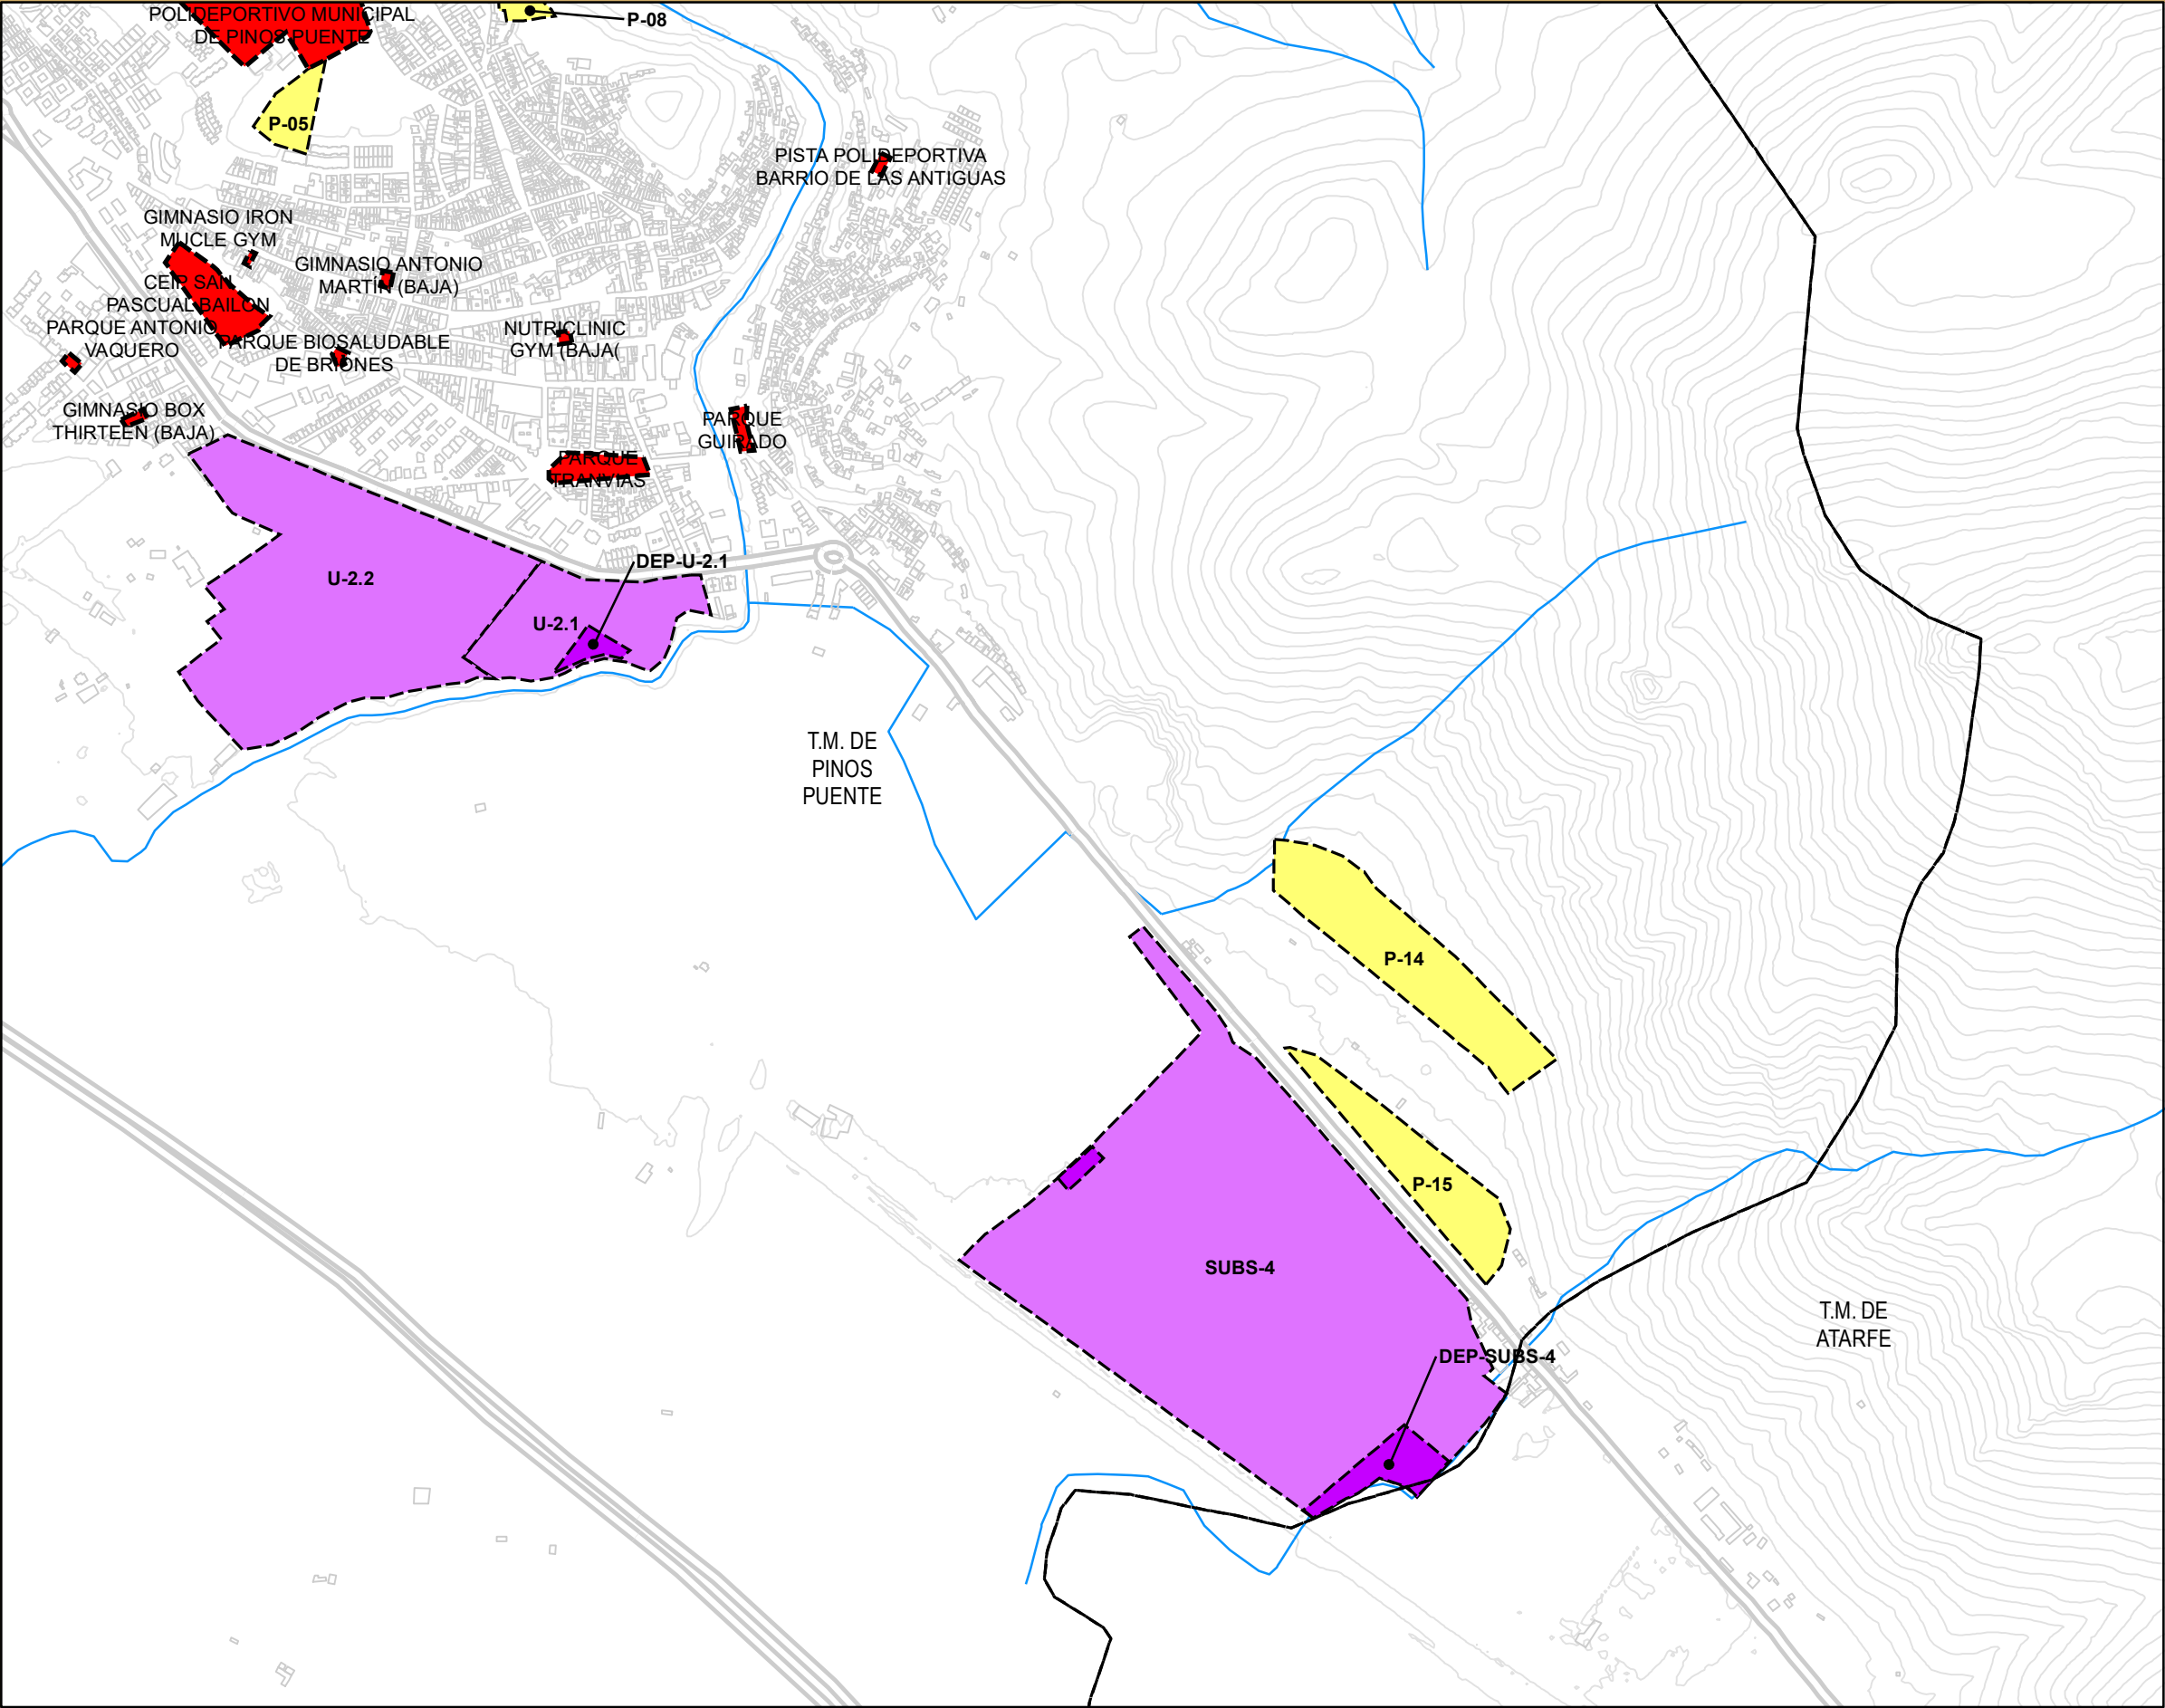 POLIDEPORTIVO MUNICIPAL
DE PINOS PUENTE
P-08
P-05
PISTA POLIDEPORTIVA
BARRIO DE LAS ANTIGUAS
GIMNASIO IRON
MUCLE GYM
GIMNASIO ANTONIO
MARTÍN (BAJA)
CEIP SAN
PASCUAL BAILON
PARQUE ANTONIO
VAQUERO
PARQUE BIOSALUDABLE
DE BRIONES
NUTRICLINIC
GYM (BAJA(
GIMNASIO BOX
THIRTEEN (BAJA)
PARQUE
GUIRADO
PARQUE
TRANVIAS
DEP-U-2.1
U-2.2
U-2.1
T.M. DE
PINOS
PUENTE
P-14
P-15
SUBS-4
T.M. DE
ATARFE
DEP-SUBS-4